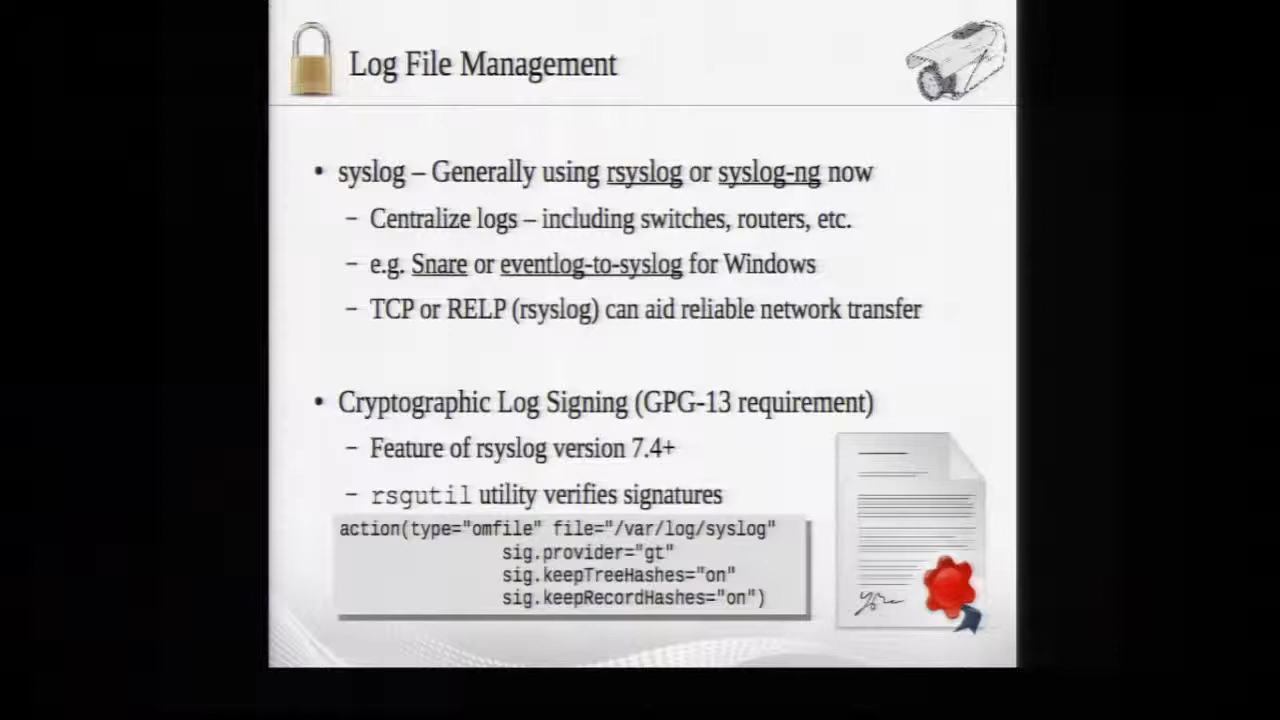 Log File Management
• syslog – Generally using rsyslog or syslog-ng now
– Centralize logs – including switches, routers, etc.
– e.g. Snare or eventlog-to-syslog for Windows
– TCP or RELP (rsyslog) can aid reliable network transfer
• Cryptographic Log Signing (GPG-13 requirement)
– Feature of rsyslog version 7.4+
– rsgutil utility verifies signatures
action(type="omfile" file="/var/log/syslog"
sig.provider="gt"
sig.keepTreeHashes="on"
sig.keepRecordHashes="on")